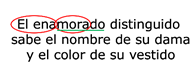 El enamorado distinguido
sabe el nombre de su dama
y el color de su vestido